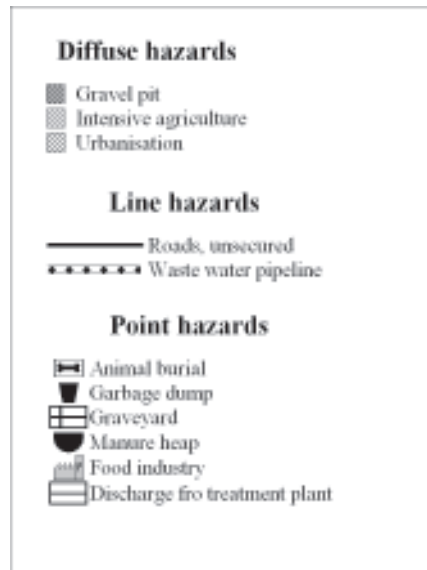 Diffuse hazards
Gravel pit
Intensive agriculture
Urbanisation
Line hazards
Roads, unsecured
Waste water pipeline
Point hazards
Animal burial
Garbage dump
Graveyard
Manure heap
Food industry
Discharge fro treatment plant